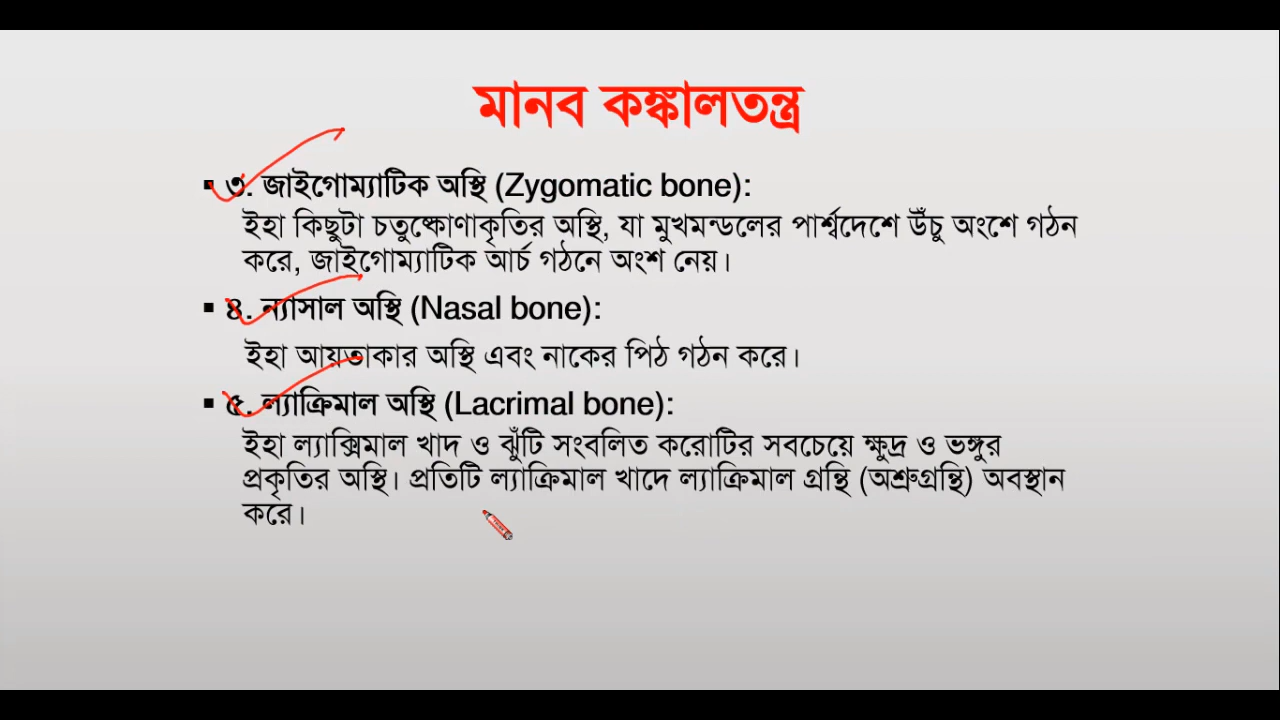 মানব কঙ্কালতন্ত্র
▪ ৩. জাইগোম্যাটিক অস্থি (Zygomatic bone):
ইহা কিছুটা চতুষ্কোণাকৃতির অস্থি, যা মুখমন্ডলের পার্শ্বদেশে উঁচু অংশে গঠন
করে, জাইগোম্যাটিক আর্চ গঠনে অংশ নেয়।
▪ ৪. ন্যাসাল অস্থি (Nasal bone):
ইহা আয়তাকার অস্থি এবং নাকের পিঠ গঠন করে।
▪ ৫. ল্যাক্রিমাল অস্থি (Lacrimal bone):
ইহা ল্যাক্সিমাল খাদ ও ঝুঁটি সংবলিত করোটির সবচেয়ে ক্ষুদ্র ও ভঙ্গুর
প্রকৃতির অস্থি। প্রতিটি ল্যাক্রিমাল খাদে ল্যাক্রিমাল গ্রন্থি (অশ্রুগ্রন্থি) অবস্থান
করে।